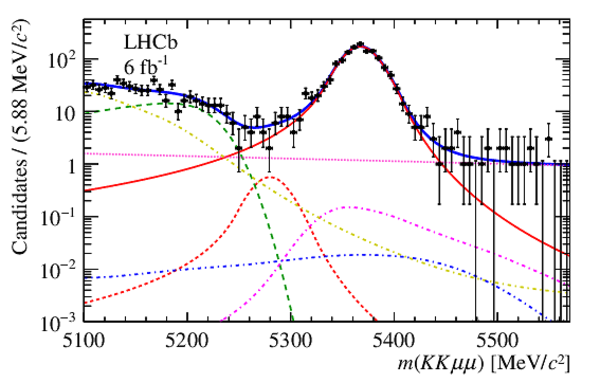 LHCb
6 fb⁻¹
Candidates / (5.88 MeV/c²)
10²
10
1
10⁻¹
10⁻²
10⁻³
5100 5200 5300 5400 5500
m(KKμμ) [MeV/c²]